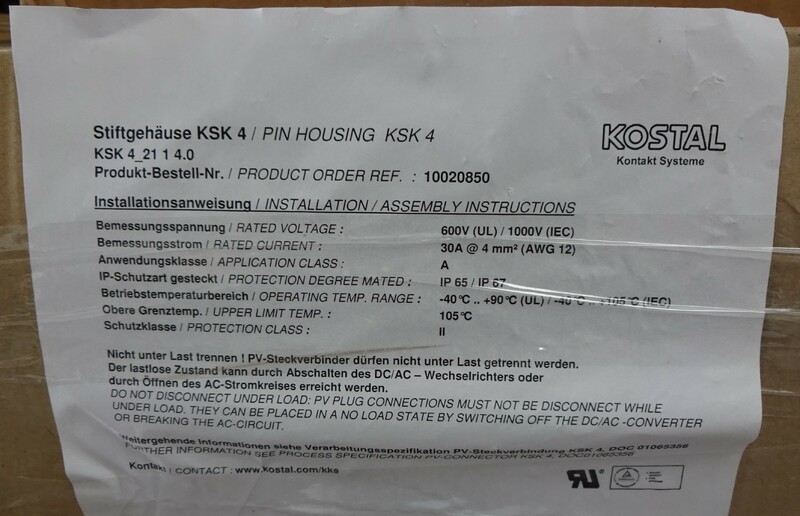 Stiftgehäuse KSK 4 / PIN HOUSING KSK 4
KSK 4_21 1 4.0
Produkt-Bestell-Nr. / PRODUCT ORDER REF. : 10020850
KOSTAL
Kontakt Systeme
Installationsanweisung / INSTALLATION / ASSEMBLY INSTRUCTIONS
Bemessungsspannung / RATED VOLTAGE : 600V (UL) / 1000V (IEC)
Bemessungsstrom / RATED CURRENT : 30A @ 4 mm² (AWG 12)
Anwendungsklasse / APPLICATION CLASS : A
IP-Schutzart gesteckt / PROTECTION DEGREE MATED : IP 65 / IP 67
Betriebstemperaturbereich / OPERATING TEMP. RANGE : -40°C .. +90°C (UL) / -40°C .. +105°C (IEC)
Obere Grenztemp. / UPPER LIMIT TEMP. : 105°C
Schutzklasse / PROTECTION CLASS : II
Nicht unter Last trennen ! PV-Steckverbinder dürfen nicht unter Last getrennt werden.
Der lastlose Zustand kann durch Abschalten des DC/AC – Wechselrichters oder
durch Öffnen des AC-Stromkreises erreicht werden.
DO NOT DISCONNECT UNDER LOAD: PV PLUG CONNECTIONS MUST NOT BE DISCONNECT WHILE
UNDER LOAD. THEY CAN BE PLACED IN A NO LOAD STATE BY SWITCHING OFF THE DC/AC -CONVERTER
OR BREAKING THE AC-CIRCUIT.
Weitergehende Informationen siehe Verarbeitungsspezifikation PV-Steckverbindung KSK 4, DOC 01065356
FURTHER INFORMATION SEE PROCESS SPECIFICATION PV-CONNECTOR KSK 4, DOC01065356
Kontakt / CONTACT : www.kostal.com/kks